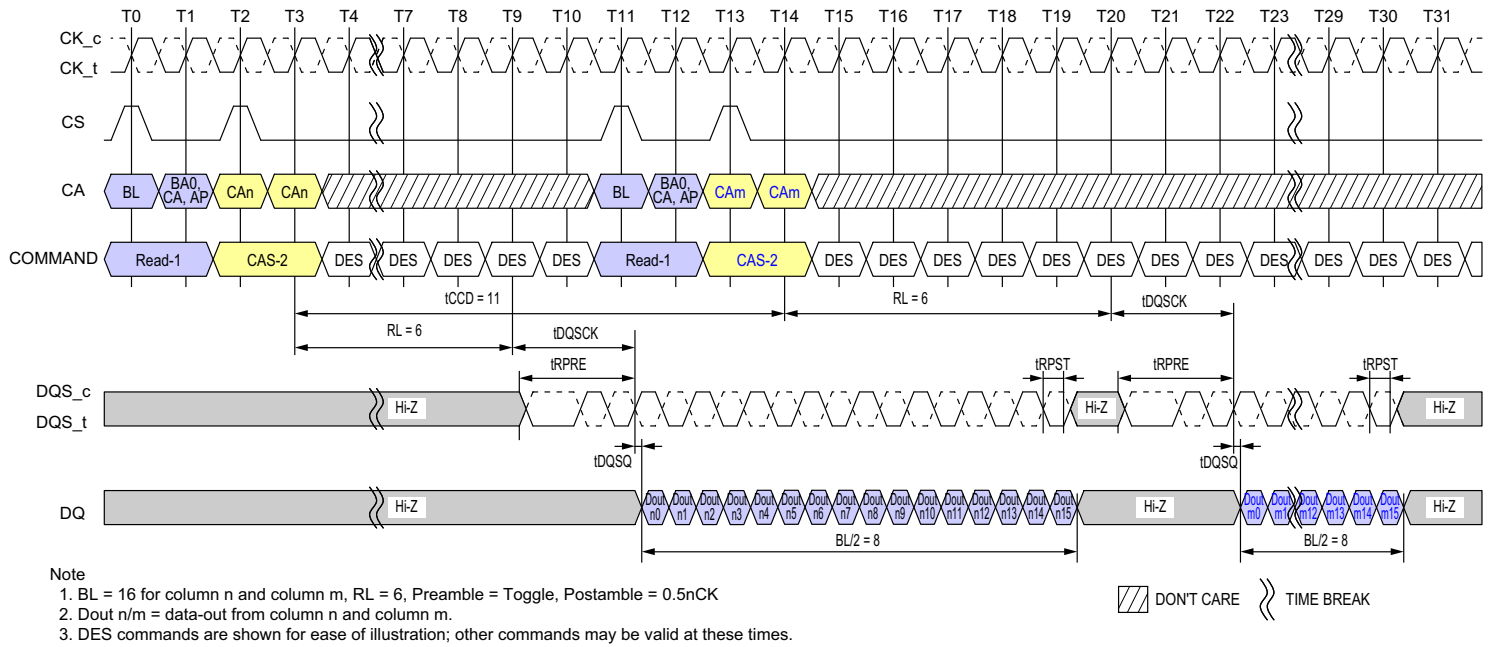 T0 T1 T2 T3 T4 T7 T8 T9 T10 T11 T12 T13 T14 T15 T16 T17 T18 T19 T20 T21 T22 T23 T29 T30 T31
CK_c
CK_t
CS
CA BL BA0, CA, AP CAn CAn BL BA0, CA, AP CAm CAm
COMMAND Read-1 CAS-2 DES DES DES DES DES Read-1 CAS-2 DES DES DES DES DES DES DES DES DES DES DES DES
tCCD = 11 RL = 6 tDQSCK
RL = 6 tDQSCK
tRPRE tRPST tRPRE tRPST
DQS_c
DQS_t
Hi-Z Hi-Z Hi-Z
tDQSQ tDQSQ
DQ Hi-Z Dout n0 Dout n1 Dout n2 Dout n3 Dout n4 Dout n5 Dout n6 Dout n7 Dout n8 Dout n9 Dout n10 Dout n11 Dout n12 Dout n13 Dout n14 Dout n15 Hi-Z Dout m0 Dout m1 Dout m12 Dout m13 Dout m14 Dout m15 Hi-Z
BL/2 = 8 BL/2 = 8
Note
1. BL = 16 for column n and column m, RL = 6, Preamble = Toggle, Postamble = 0.5nCK
2. Dout n/m = data-out from column n and column m.
3. DES commands are shown for ease of illustration; other commands may be valid at these times.
DON'T CARE TIME BREAK